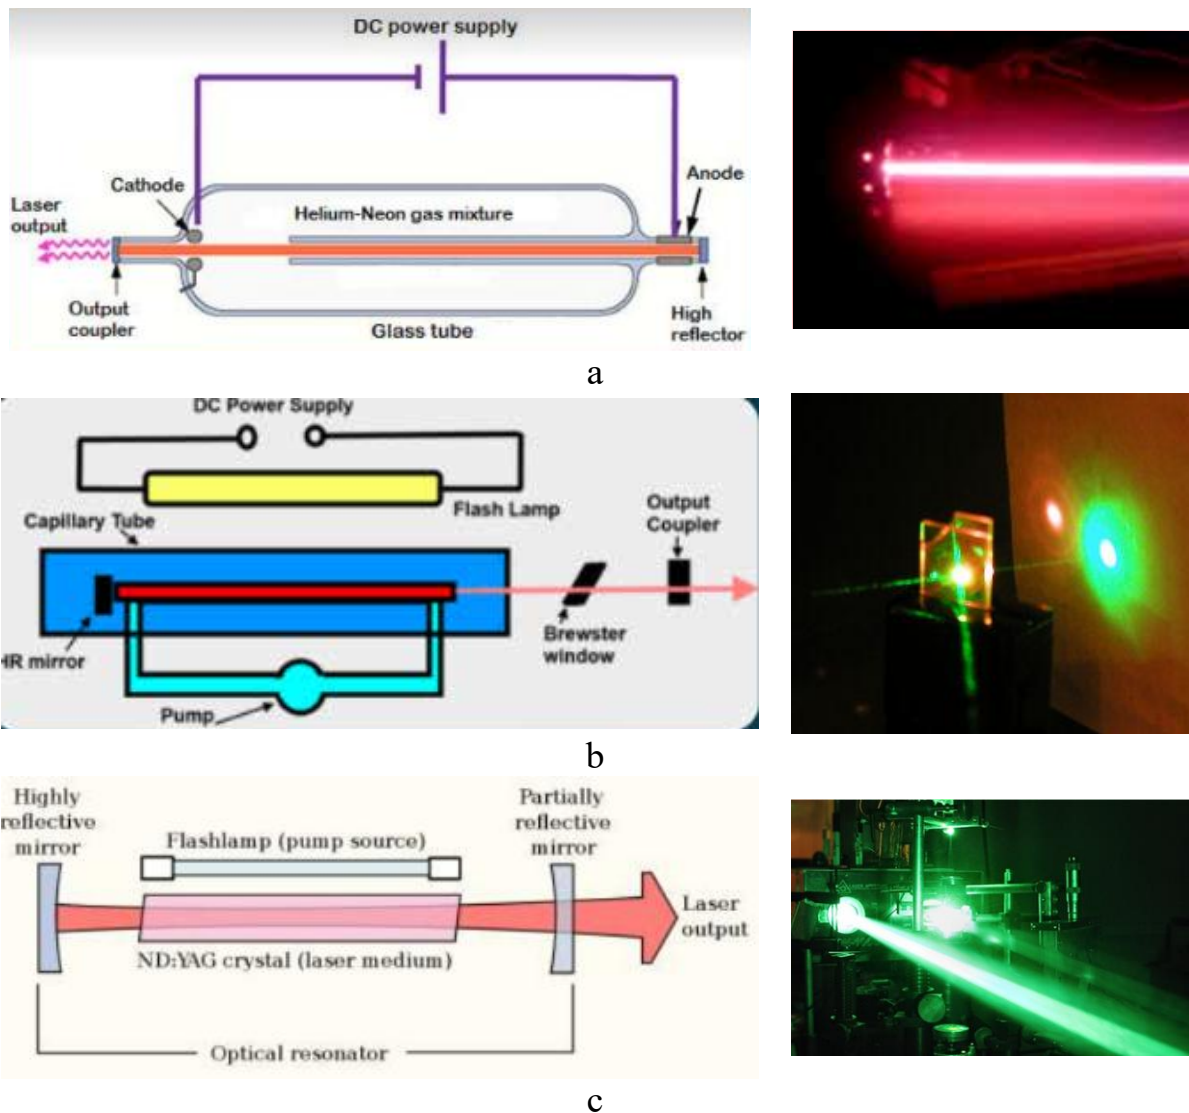 DC power supply
Cathode
Anode
Laser
output
Helium-Neon gas mixture
Output
coupler
Glass tube
High
reflector
a
DC Power Supply
Flash Lamp
Output
Coupler
Capillary Tube
Brewster
window
HR mirror
Pump
b
Highly
reflective
mirror
Partially
reflective
mirror
Flashlamp (pump source)
Laser
output
ND:YAG crystal (laser medium)
Optical resonator
c